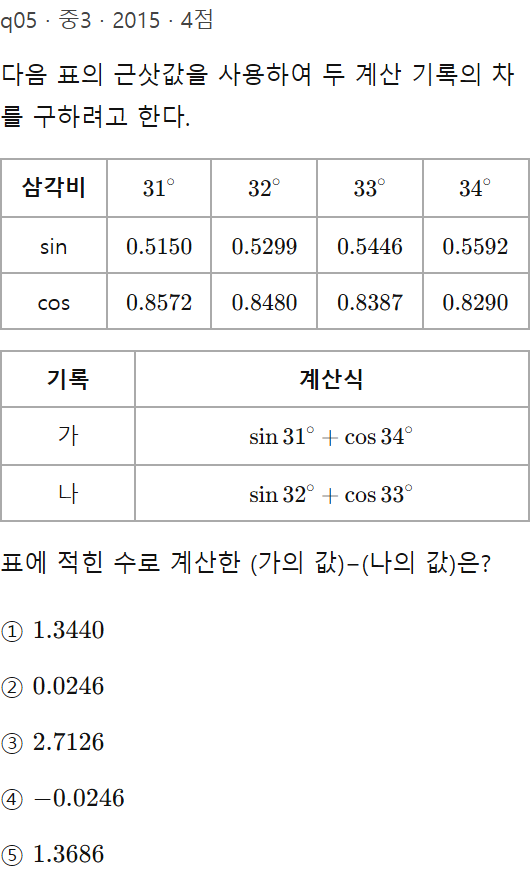 q05 · 중3 · 2015 · 4점
다음 표의 근삿값을 사용하여 두 계산 기록의 차
를 구하려고 한다.
삼각비 31° 32° 33° 34°
sin 0.5150 0.5299 0.5446 0.5592
cos 0.8572 0.8480 0.8387 0.8290
기록 계산식
가 sin 31° + cos 34°
나 sin 32° + cos 33°
표에 적힌 수로 계산한 (가의 값)−(나의 값)은?
① 1.3440
② 0.0246
③ 2.7126
④ −0.0246
⑤ 1.3686